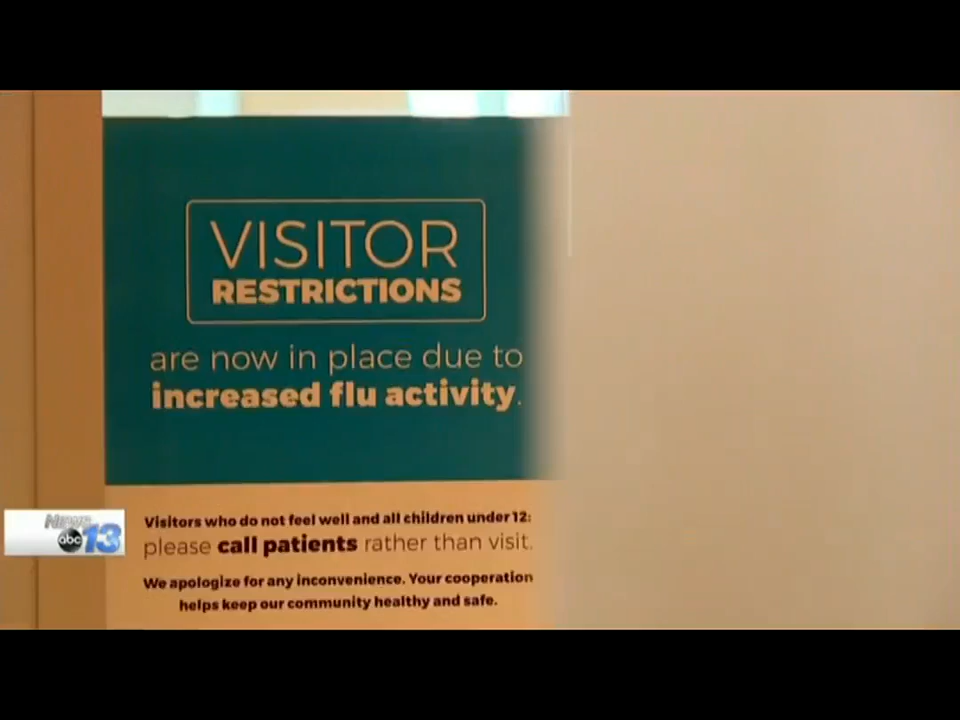 VISITOR
RESTRICTIONS
are now in place due to
increased flu activity.
Visitors who do not feel well and all children under 12:
please call patients rather than visit.
We apologize for any inconvenience. Your cooperation
helps keep our community healthy and safe.
News
abc 13